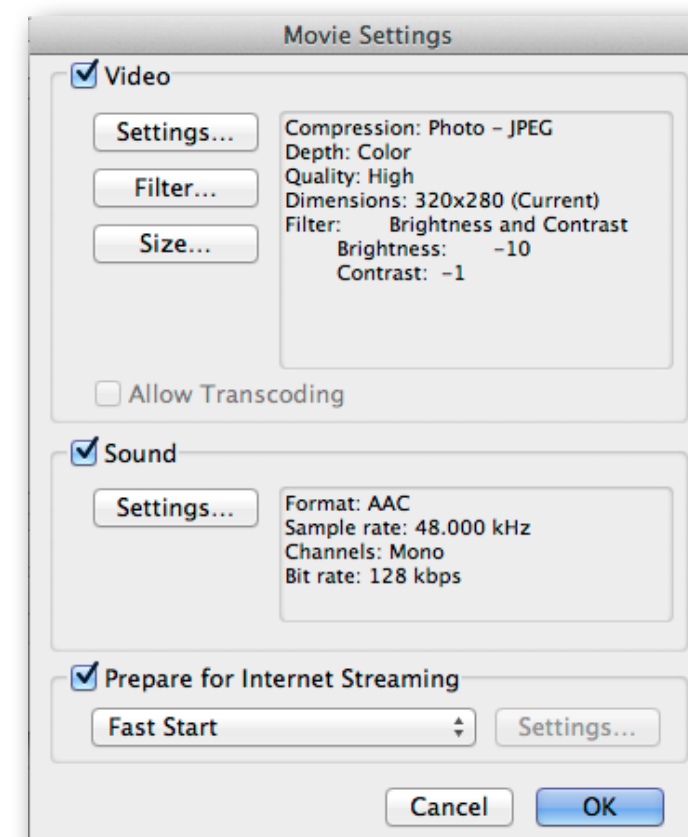 Movie Settings
Video
Settings...
Filter...
Size...
Compression: Photo - JPEG
Depth: Color
Quality: High
Dimensions: 320x280 (Current)
Filter: Brightness and Contrast
Brightness: -10
Contrast: -1
Allow Transcoding
Sound
Settings...
Format: AAC
Sample rate: 48.000 kHz
Channels: Mono
Bit rate: 128 kbps
Prepare for Internet Streaming
Fast Start
Settings...
Cancel
OK